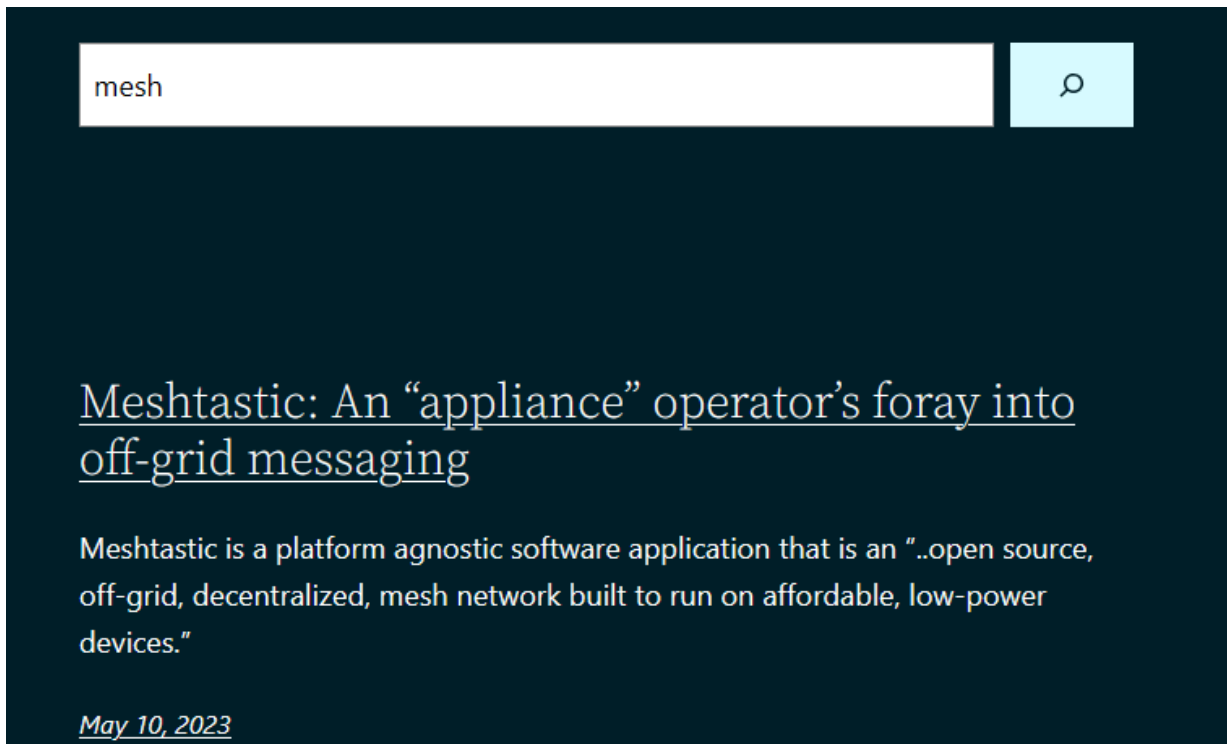 mesh
Meshtastic: An “appliance” operator’s foray into
off-grid messaging
Meshtastic is a platform agnostic software application that is an “..open source,
off-grid, decentralized, mesh network built to run on affordable, low-power
devices.”
May 10, 2023